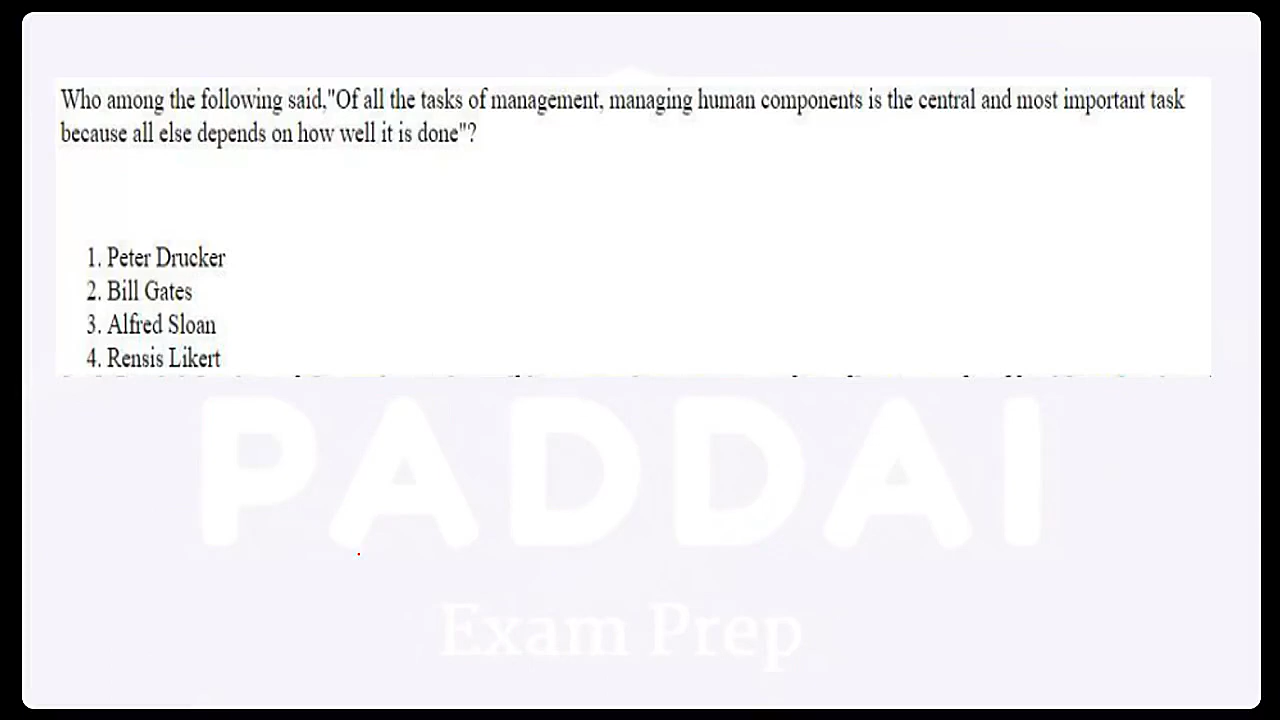 Who among the following said,"Of all the tasks of management, managing human components is the central and most important task
because all else depends on how well it is done"?
1. Peter Drucker
2. Bill Gates
3. Alfred Sloan
4. Rensis Likert
PADDAI
Exam Prep